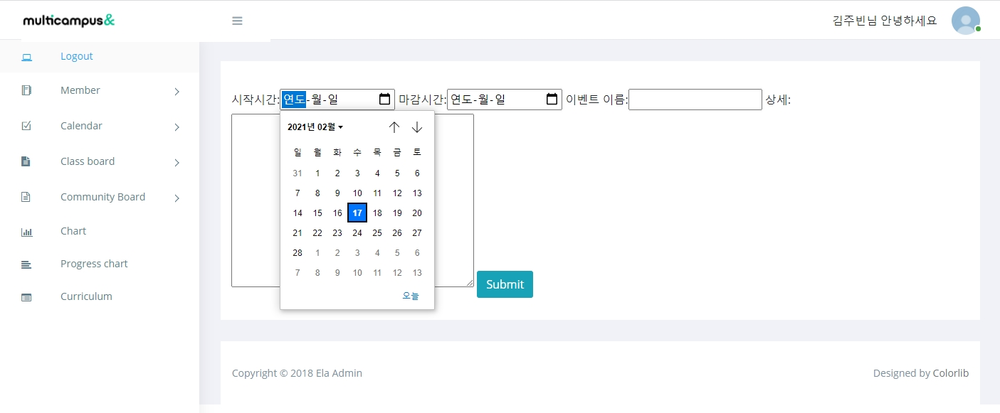 multicampus&
김주빈님 안녕하세요
Logout
Member
Calendar
Class board
Community Board
Chart
Progress chart
Curriculum
시작시간: 연도-월-일 마감시간: 연도-월-일 이벤트 이름: 상세:
2021년 02월
일 월 화 수 목 금 토
31 1 2 3 4 5 6
7 8 9 10 11 12 13
14 15 16 17 18 19 20
21 22 23 24 25 26 27
28 1 2 3 4 5 6
7 8 9 10 11 12 13
오늘
Submit
Copyright © 2018 Ela Admin
Designed by Colorlib